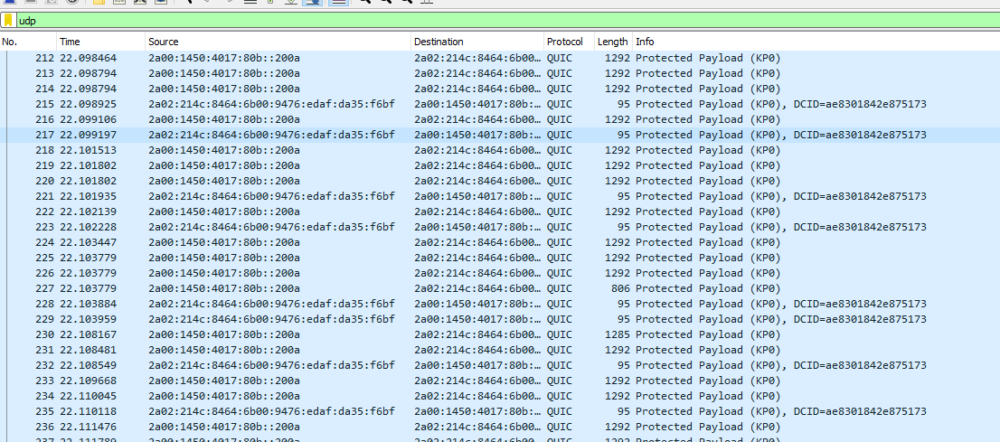 udp
No. Time Source Destination Protocol Length Info
212 22.098464 2a00:1450:4017:80b::200a 2a02:214c:8464:6b00… QUIC 1292 Protected Payload (KP0)
213 22.098794 2a00:1450:4017:80b::200a 2a02:214c:8464:6b00… QUIC 1292 Protected Payload (KP0)
214 22.098794 2a00:1450:4017:80b::200a 2a02:214c:8464:6b00… QUIC 1292 Protected Payload (KP0)
215 22.098925 2a02:214c:8464:6b00:9476:edaf:da35:f6bf 2a00:1450:4017:80b:… QUIC 95 Protected Payload (KP0), DCID=ae8301842e875173
216 22.099106 2a00:1450:4017:80b::200a 2a02:214c:8464:6b00… QUIC 1292 Protected Payload (KP0)
217 22.099197 2a02:214c:8464:6b00:9476:edaf:da35:f6bf 2a00:1450:4017:80b:… QUIC 95 Protected Payload (KP0), DCID=ae8301842e875173
218 22.101513 2a00:1450:4017:80b::200a 2a02:214c:8464:6b00… QUIC 1292 Protected Payload (KP0)
219 22.101802 2a00:1450:4017:80b::200a 2a02:214c:8464:6b00… QUIC 1292 Protected Payload (KP0)
220 22.101802 2a00:1450:4017:80b::200a 2a02:214c:8464:6b00… QUIC 1292 Protected Payload (KP0)
221 22.101935 2a02:214c:8464:6b00:9476:edaf:da35:f6bf 2a00:1450:4017:80b:… QUIC 95 Protected Payload (KP0), DCID=ae8301842e875173
222 22.102139 2a00:1450:4017:80b::200a 2a02:214c:8464:6b00… QUIC 1292 Protected Payload (KP0)
223 22.102228 2a02:214c:8464:6b00:9476:edaf:da35:f6bf 2a00:1450:4017:80b:… QUIC 95 Protected Payload (KP0), DCID=ae8301842e875173
224 22.103447 2a00:1450:4017:80b::200a 2a02:214c:8464:6b00… QUIC 1292 Protected Payload (KP0)
225 22.103779 2a00:1450:4017:80b::200a 2a02:214c:8464:6b00… QUIC 1292 Protected Payload (KP0)
226 22.103779 2a00:1450:4017:80b::200a 2a02:214c:8464:6b00… QUIC 1292 Protected Payload (KP0)
227 22.103779 2a00:1450:4017:80b::200a 2a02:214c:8464:6b00… QUIC 806 Protected Payload (KP0)
228 22.103884 2a02:214c:8464:6b00:9476:edaf:da35:f6bf 2a00:1450:4017:80b:… QUIC 95 Protected Payload (KP0), DCID=ae8301842e875173
229 22.103959 2a02:214c:8464:6b00:9476:edaf:da35:f6bf 2a00:1450:4017:80b:… QUIC 95 Protected Payload (KP0), DCID=ae8301842e875173
230 22.108167 2a00:1450:4017:80b::200a 2a02:214c:8464:6b00… QUIC 1285 Protected Payload (KP0)
231 22.108481 2a00:1450:4017:80b::200a 2a02:214c:8464:6b00… QUIC 1292 Protected Payload (KP0)
232 22.108549 2a02:214c:8464:6b00:9476:edaf:da35:f6bf 2a00:1450:4017:80b:… QUIC 95 Protected Payload (KP0), DCID=ae8301842e875173
233 22.109668 2a00:1450:4017:80b::200a 2a02:214c:8464:6b00… QUIC 1292 Protected Payload (KP0)
234 22.110045 2a00:1450:4017:80b::200a 2a02:214c:8464:6b00… QUIC 1292 Protected Payload (KP0)
235 22.110118 2a02:214c:8464:6b00:9476:edaf:da35:f6bf 2a00:1450:4017:80b:… QUIC 95 Protected Payload (KP0), DCID=ae8301842e875173
236 22.111476 2a00:1450:4017:80b::200a 2a02:214c:8464:6b00… QUIC 1292 Protected Payload (KP0)